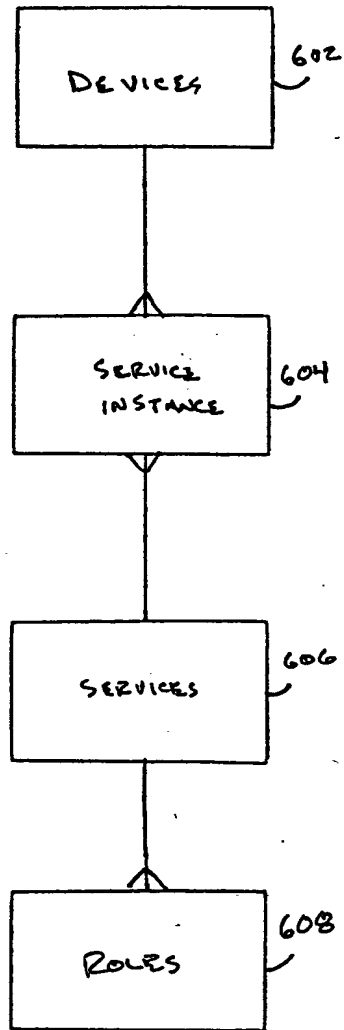 DEVICES
602
SERVICE
INSTANCE
604
SERVICES
606
ROLES
608